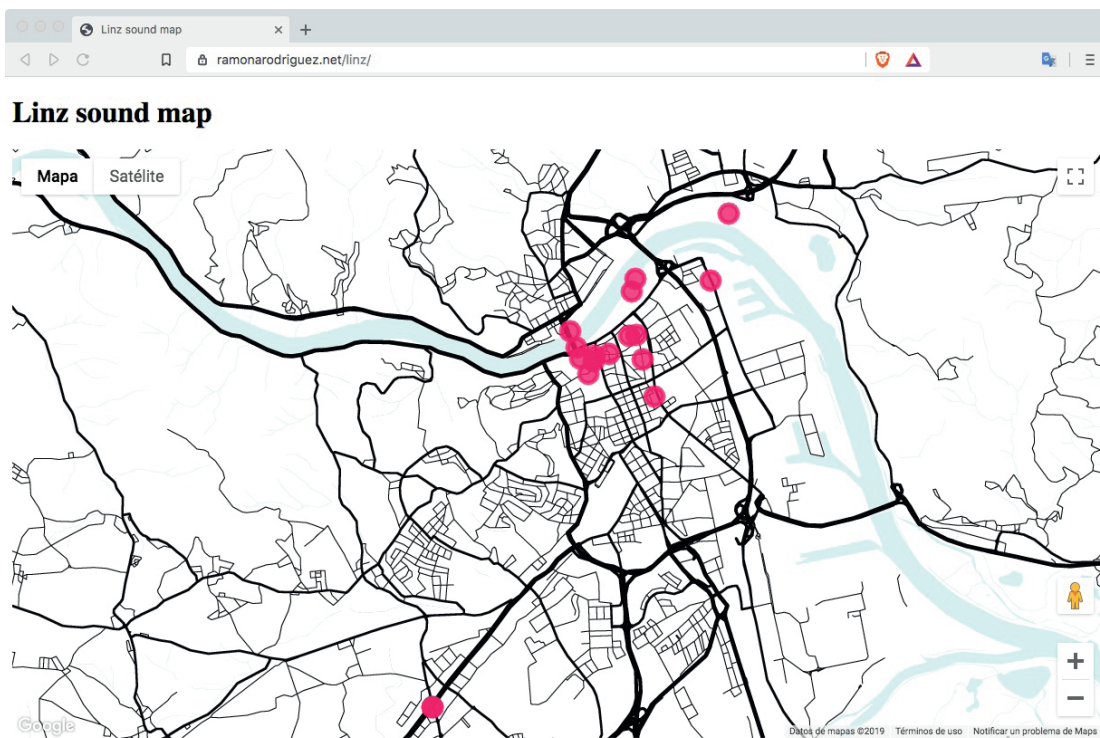 Linz sound map
ramonarodriguez.net/linz/
Linz sound map
Mapa Satélite
Google
Datos de mapas ©2019 Términos de uso Notificar un problema de Maps